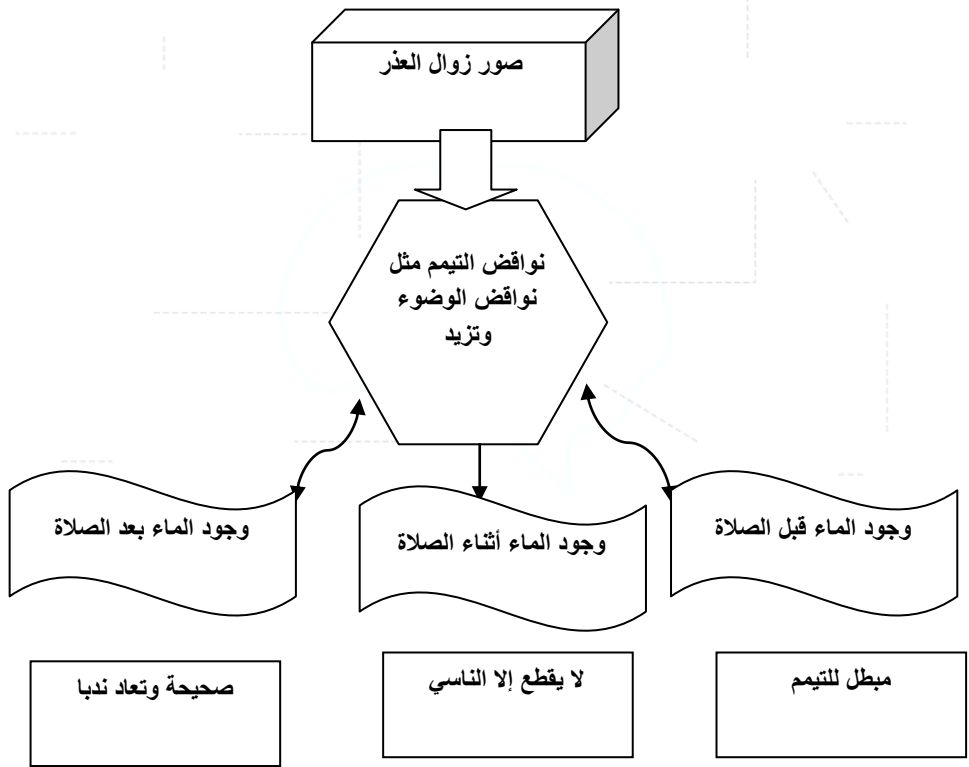 صور زوال العذر
نواقض التيمم مثل
نواقض الوضوء
وتزيد
وجود الماء قبل الصلاة
وجود الماء أثناء الصلاة
وجود الماء بعد الصلاة
مبطل للتيمم
لا يقطع إلا الناسي
صحيحة وتعاد ندبا